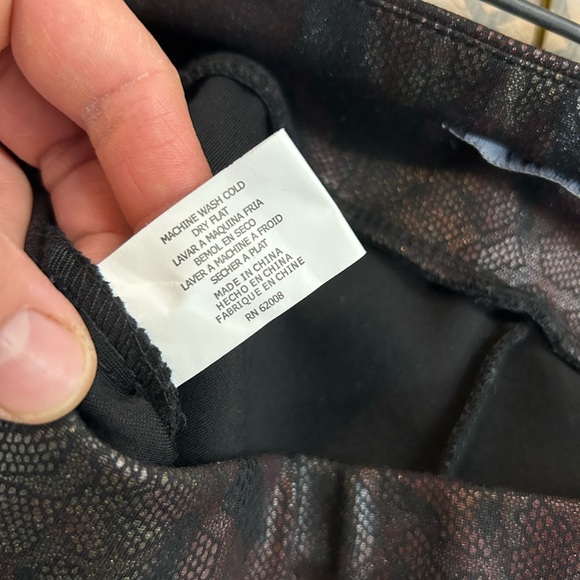 MACHINE WASH COLD
DRY FLAT
LAVAR A MAQUINA FRIA
BEMOL EN SECO
LAVER A MACHINE A FROID
SECHER A PLAT
MADE IN CHINA
HECHO EN CHINA
FABRIQUE EN CHINE
RN 62008